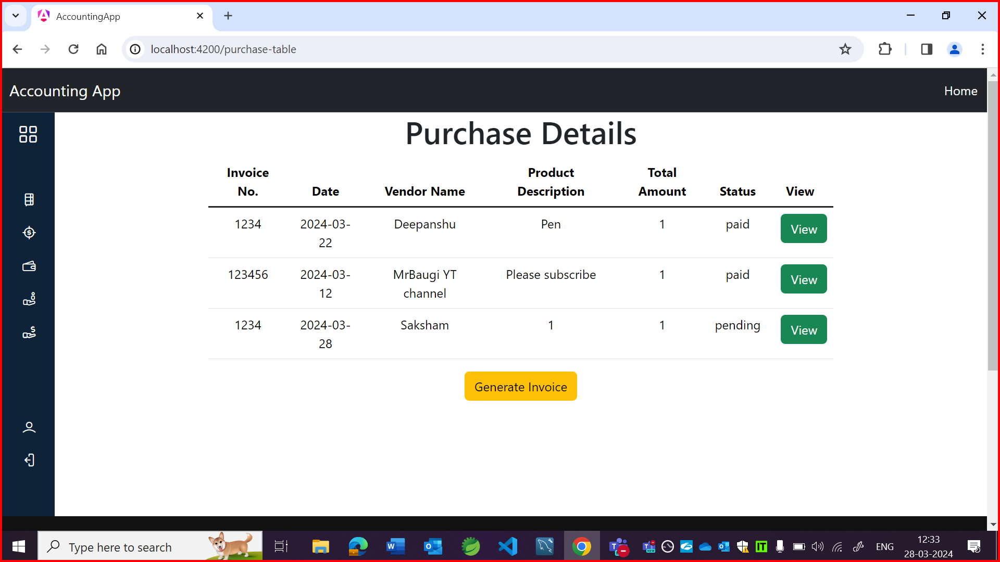 AccountingApp
localhost:4200/purchase-table
Accounting App
Home
Purchase Details
Invoice No.
Date
Vendor Name
Product Description
Total Amount
Status
View
1234
2024-03-22
Deepanshu
Pen
1
paid
View
123456
2024-03-12
MrBaugi YT channel
Please subscribe
1
paid
View
1234
2024-03-28
Saksham
1
1
pending
View
Generate Invoice
Type here to search
ENG
12:33
28-03-2024